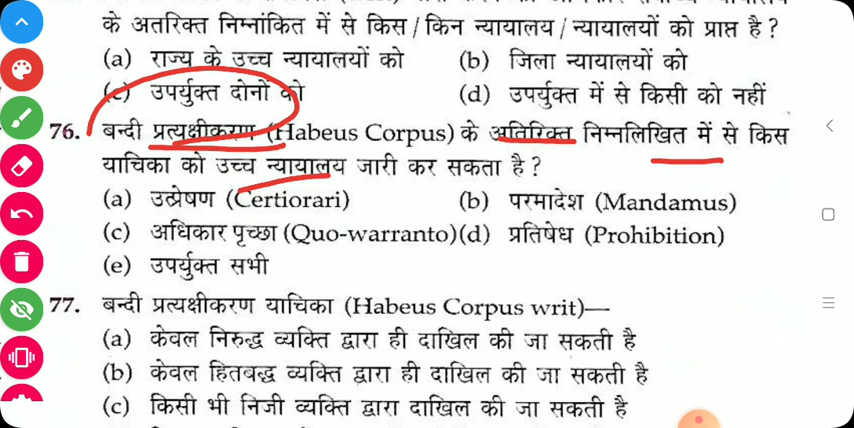 के अतरिक्त निम्नांकित में से किस / किन न्यायालय / न्यायालयों को प्राप्त है ?
(a) राज्य के उच्च न्यायालयों को (b) जिला न्यायालयों को
(c) उपर्युक्त दोनों को (d) उपर्युक्त में से किसी को नहीं
76. बन्दी प्रत्यक्षीकरण (Habeus Corpus) के अतिरिक्त निम्नलिखित में से किस
याचिका को उच्च न्यायालय जारी कर सकता है ?
(a) उत्प्रेषण (Certiorari) (b) परमादेश (Mandamus)
(c) अधिकार पृच्छा (Quo-warranto) (d) प्रतिषेध (Prohibition)
(e) उपर्युक्त सभी
77. बन्दी प्रत्यक्षीकरण याचिका (Habeus Corpus writ)—
(a) केवल निरुद्ध व्यक्ति द्वारा ही दाखिल की जा सकती है
(b) केवल हितबद्ध व्यक्ति द्वारा ही दाखिल की जा सकती है
(c) किसी भी निजी व्यक्ति द्वारा दाखिल की जा सकती है